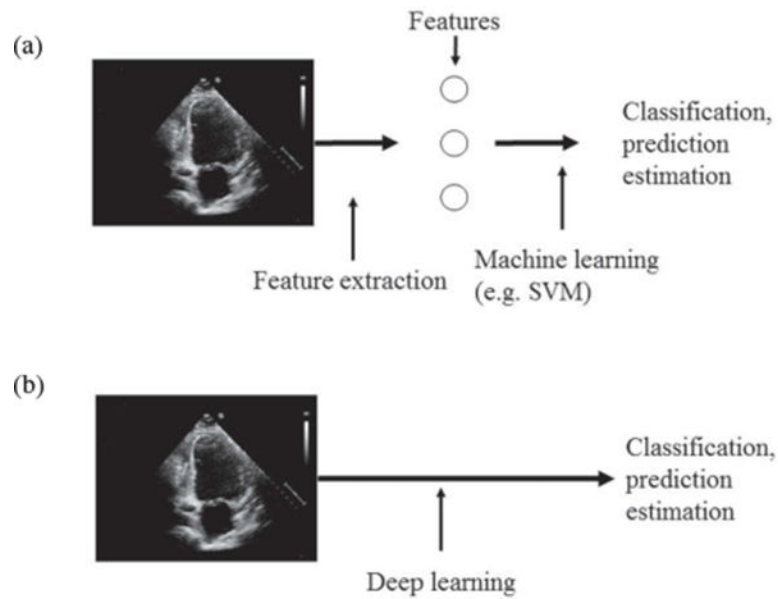 (a)
Features
Classification,
prediction
estimation
Feature extraction
Machine learning
(e.g. SVM)
(b)
Classification,
prediction
estimation
Deep learning